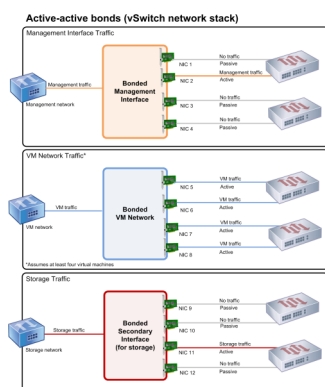 Active-active bonds (vSwitch network stack)
Management Interface Traffic
Management traffic
Management network
Bonded
Management
Interface
NIC 1
No traffic
Passive
NIC 2
Management traffic
Active
NIC 3
No traffic
Passive
NIC 4
No traffic
Passive
VM Network Traffic*
VM traffic
VM network
Bonded
VM Network
NIC 5
VM traffic
Active
NIC 6
VM traffic
Active
NIC 7
VM traffic
Active
NIC 8
VM traffic
Active
*Assumes at least four virtual machines
Storage Traffic
Storage traffic
Storage network
Bonded
Secondary
Interface
(for storage)
NIC 9
No traffic
Passive
NIC 10
No traffic
Passive
NIC 11
Storage traffic
Active
NIC 12
No traffic
Passive